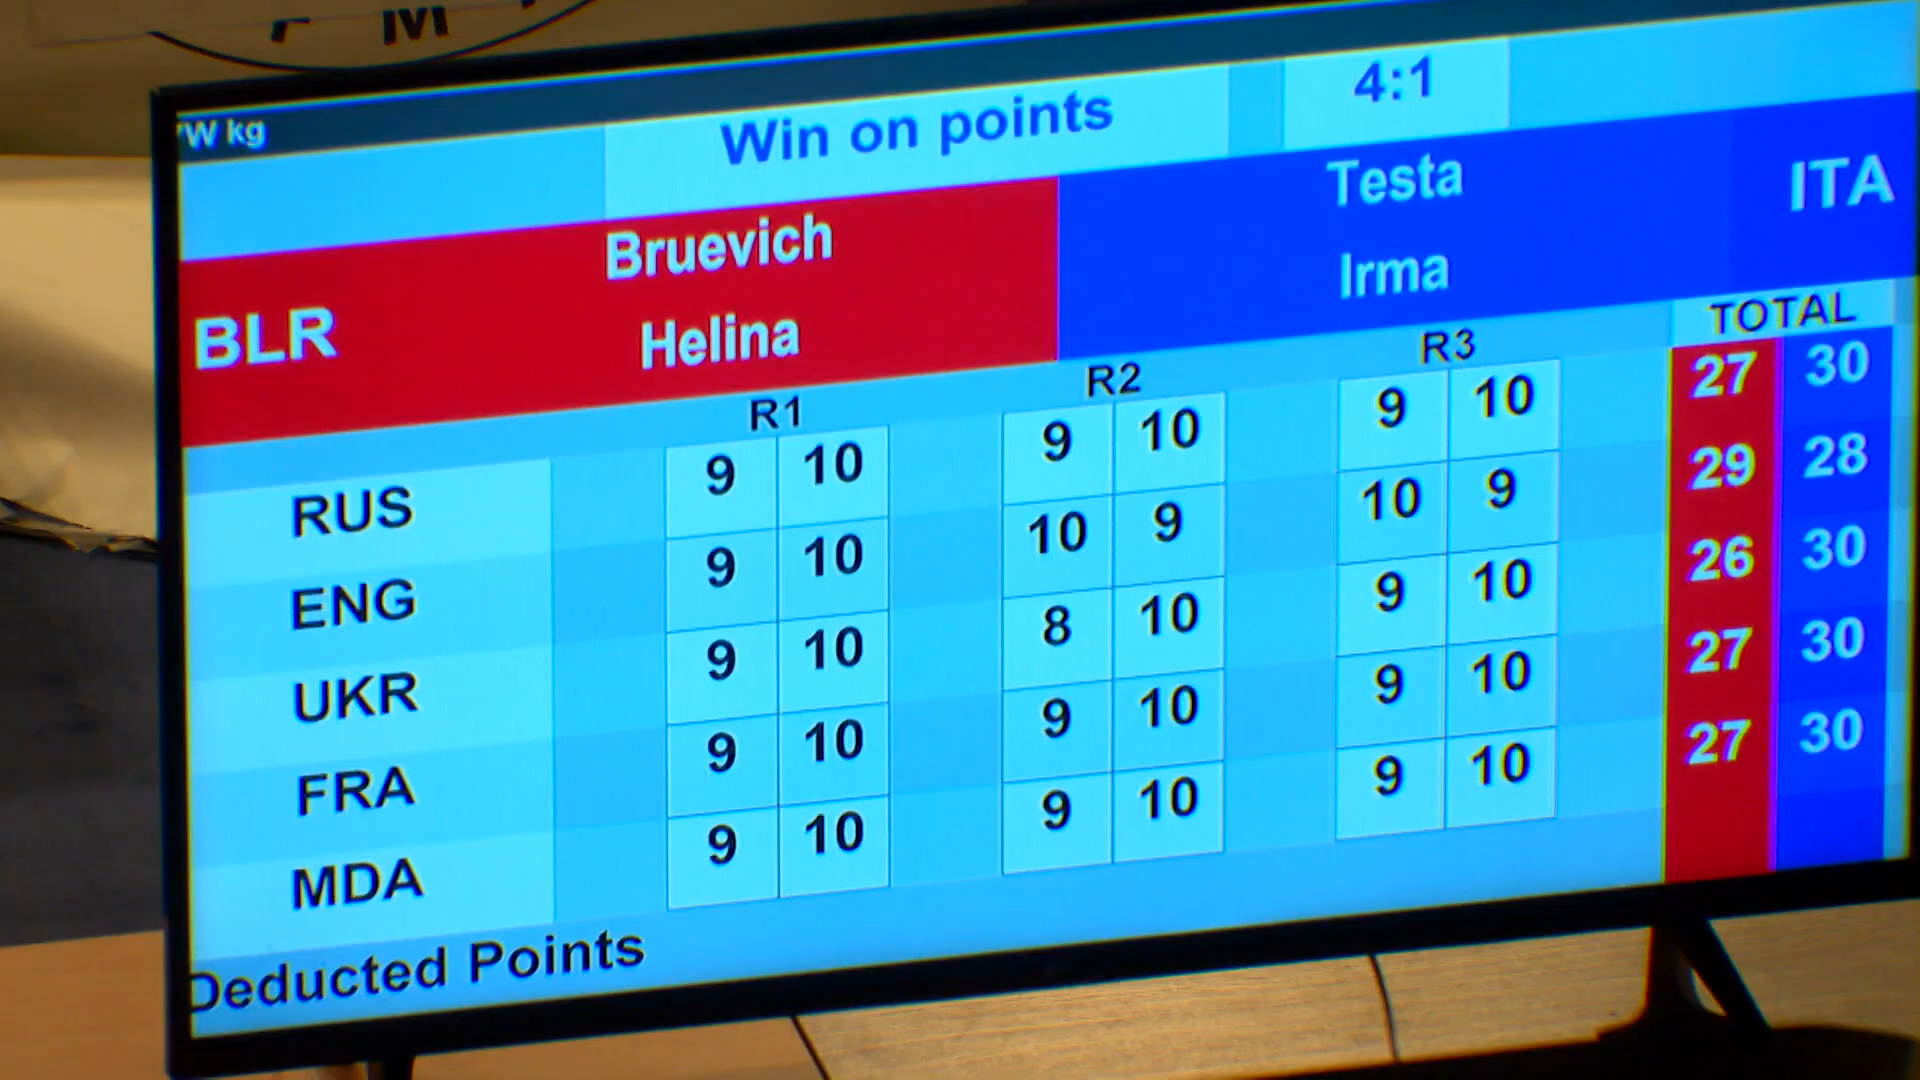 W kg
Win on points 4:1
BLR Bruevich Helina
Testa Irma ITA
R1 R2 R3 TOTAL
RUS 9 10 9 10 9 10 27 30
ENG 9 10 10 9 10 9 29 28
UKR 9 10 8 10 9 10 26 30
FRA 9 10 9 10 9 10 27 30
MDA 9 10 9 10 9 10 27 30
Deducted Points